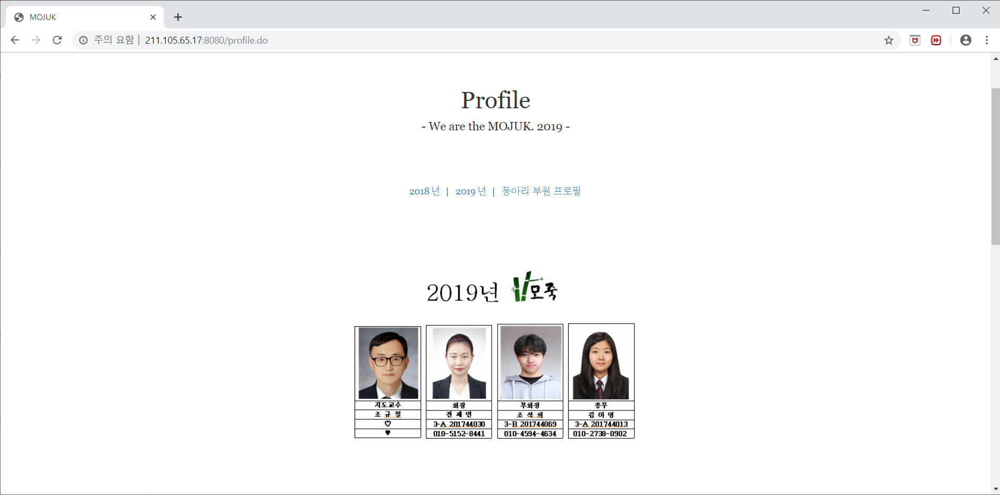 MOJUK
주의 요함 | 211.105.65.17:8080/profile.do
Profile
- We are the MOJUK. 2019 -
2018 년 | 2019 년 | 동아리 부원 프로필
2019년 모죽
지도교수
조 규 철
♡
♥
회장
전 제 연
3-A 201744030
010-5152-8441
부회장
조 석 희
3-B 201744069
010-4594-4634
총무
김 아 영
3-A 201744013
010-2738-0902